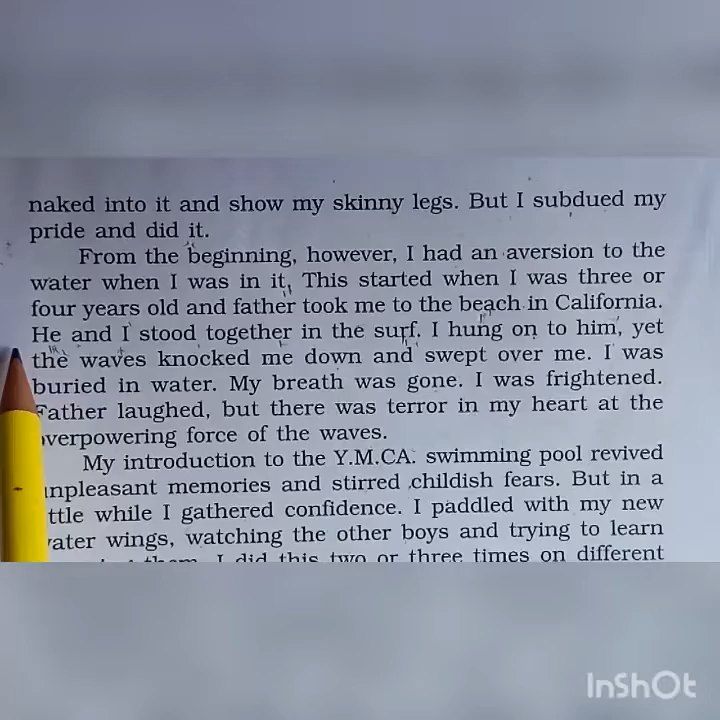 naked into it and show my skinny legs. But I subdued my
pride and did it.
From the beginning, however, I had an aversion to the
water when I was in it. This started when I was three or
four years old and father took me to the beach in California.
He and I stood together in the surf. I hung on to him, yet
the waves knocked me down and swept over me. I was
buried in water. My breath was gone. I was frightened.
Father laughed, but there was terror in my heart at the
overpowering force of the waves.
My introduction to the Y.M.CA. swimming pool revived
unpleasant memories and stirred childish fears. But in a
little while I gathered confidence. I paddled with my new
water wings, watching the other boys and trying to learn
them. I did this two or three times on different
InShOt